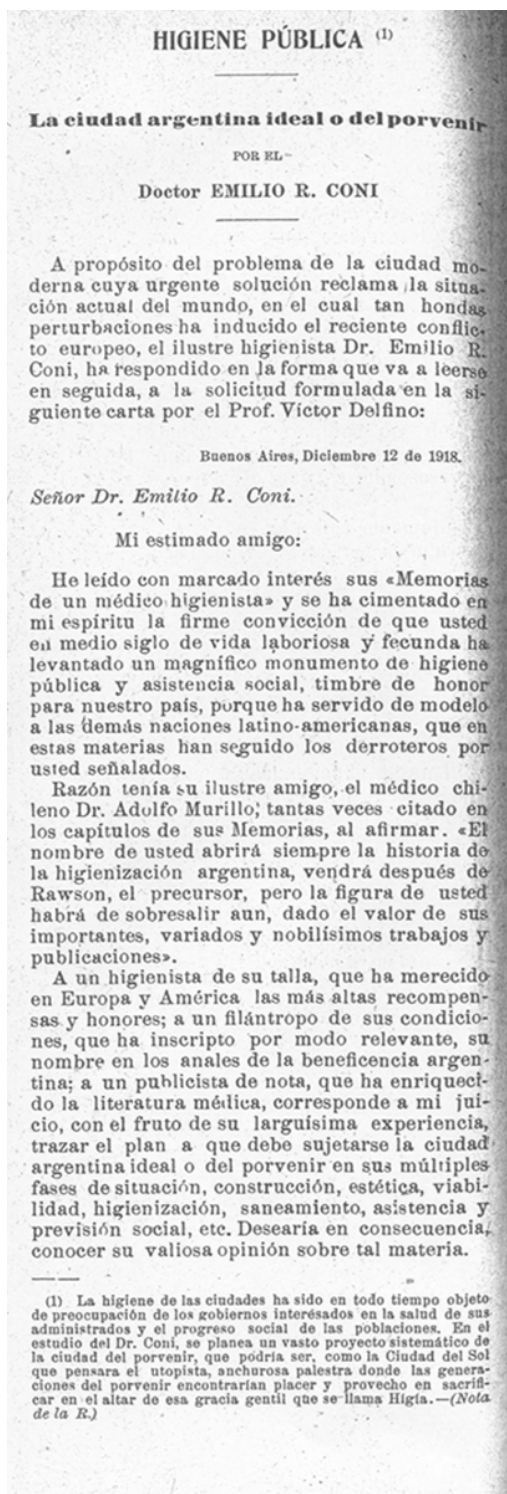 HIGIENE PÚBLICA (1)
La ciudad argentina ideal o del porvenir
POR EL
Doctor EMILIO R. CONI
A propósito del problema de la ciudad mo-
derna cuya urgente solución reclama la situa-
ción actual del mundo, en el cual tan hondas
perturbaciones ha inducido el reciente conflic-
to europeo, el ilustre higienista Dr. Emilio R.
Coni, ha respondido en la forma que va a leerse
en seguida, a la solicitud formulada en la si-
guiente carta por el Prof. Víctor Delfino:
Buenos Aires, Diciembre 12 de 1918.
Señor Dr. Emilio R. Coni.
Mi estimado amigo:
He leído con marcado interés sus «Memorias
de un médico higienista» y se ha cimentado en
mi espíritu la firme convicción de que usted
en medio siglo de vida laboriosa y fecunda ha
levantado un magnífico monumento de higiene
pública y asistencia social, timbre de honor
para nuestro país, porque ha servido de modelo
a las demás naciones latino-americanas, que en
estas materias han seguido los derroteros por
usted señalados.
Razón tenía su ilustre amigo, el médico chi-
leno Dr. Adolfo Murillo, tantas veces citado en
los capítulos de sus Memorias, al afirmar. «El
nombre de usted abrirá siempre la historia de
la higienización argentina, vendrá después de
Rawson, el precursor, pero la figura de usted
habrá de sobresalir aun, dado el valor de sus
importantes, variados y nobilísimos trabajos y
publicaciones».
A un higienista de su talla, que ha merecido
en Europa y América las más altas recompen-
sas y honores; a un filántropo de sus condicio-
nes, que ha inscripto por modo relevante, su
nombre en los anales de la beneficencia argen-
tina; a un publicista de nota, que ha enriqueci-
do la literatura médica, corresponde a mi jui-
cio, con el fruto de su larguísima experiencia,
trazar el plan a que debe sujetarse la ciudad
argentina ideal o del porvenir en sus múltiples
fases de situación, construcción, estética, viabi-
lidad, higienización, saneamiento, asistencia y
previsión social, etc. Desearía en consecuencia,
conocer su valiosa opinión sobre tal materia.
(1) La higiene de las ciudades ha sido en todo tiempo objeto
de preocupación de los gobiernos interesados en la salud de sus
administrados y el progreso social de las poblaciones. En el
estudio del Dr. Coni, se planea un vasto proyecto sistemático de
la ciudad del porvenir, que podría ser, como la Ciudad del Sol
que pensara el utopista, anchurosa palestra donde las genera-
ciones del porvenir encontrarían placer y provecho en sacrifi-
car en el altar de esa gracia gentil que se llama Higía.—(Nota
de la R.)